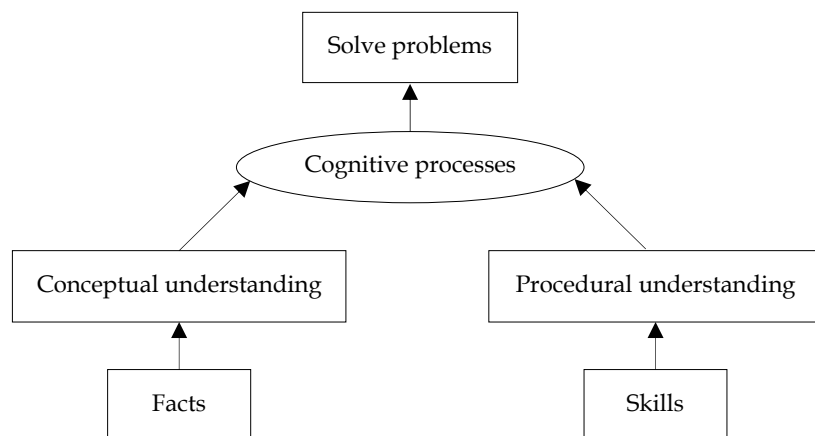 Solve problems
Cognitive processes
Conceptual understanding
Procedural understanding
Facts
Skills